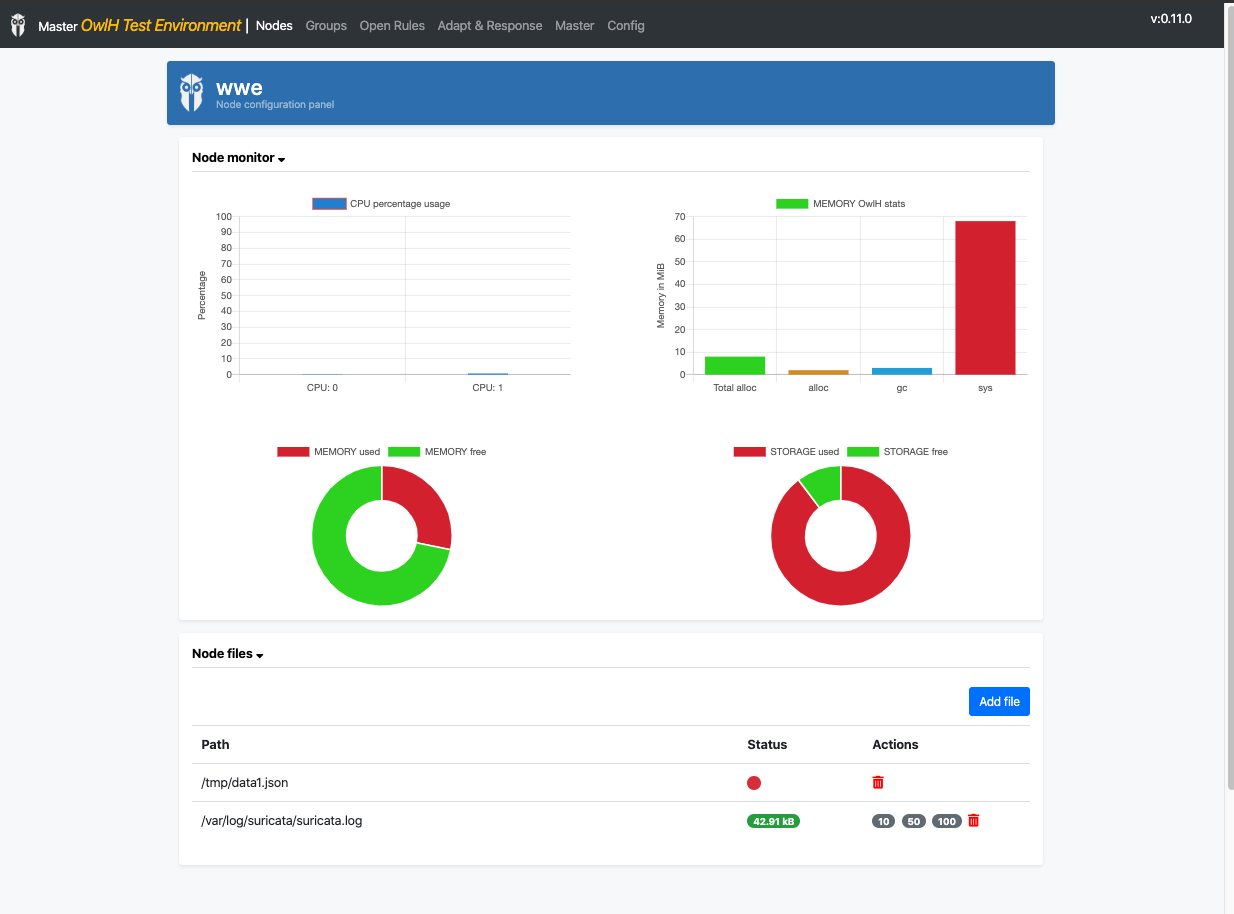 Master OwlH Test Environment | Nodes Groups Open Rules Adapt & Response Master Config v:0.11.0
wwe
Node configuration panel
Node monitor
CPU percentage usage
100
90
80
70
60
50
40
30
20
10
0
Percentage
CPU: 0 CPU: 1
MEMORY OwlH stats
70
60
50
40
30
20
10
0
Memory in MiB
Total alloc alloc gc sys
MEMORY used MEMORY free
STORAGE used STORAGE free
Node files
Add file
Path Status Actions
/tmp/data1.json
/var/log/suricata/suricata.log 42.91 kB 10 50 100